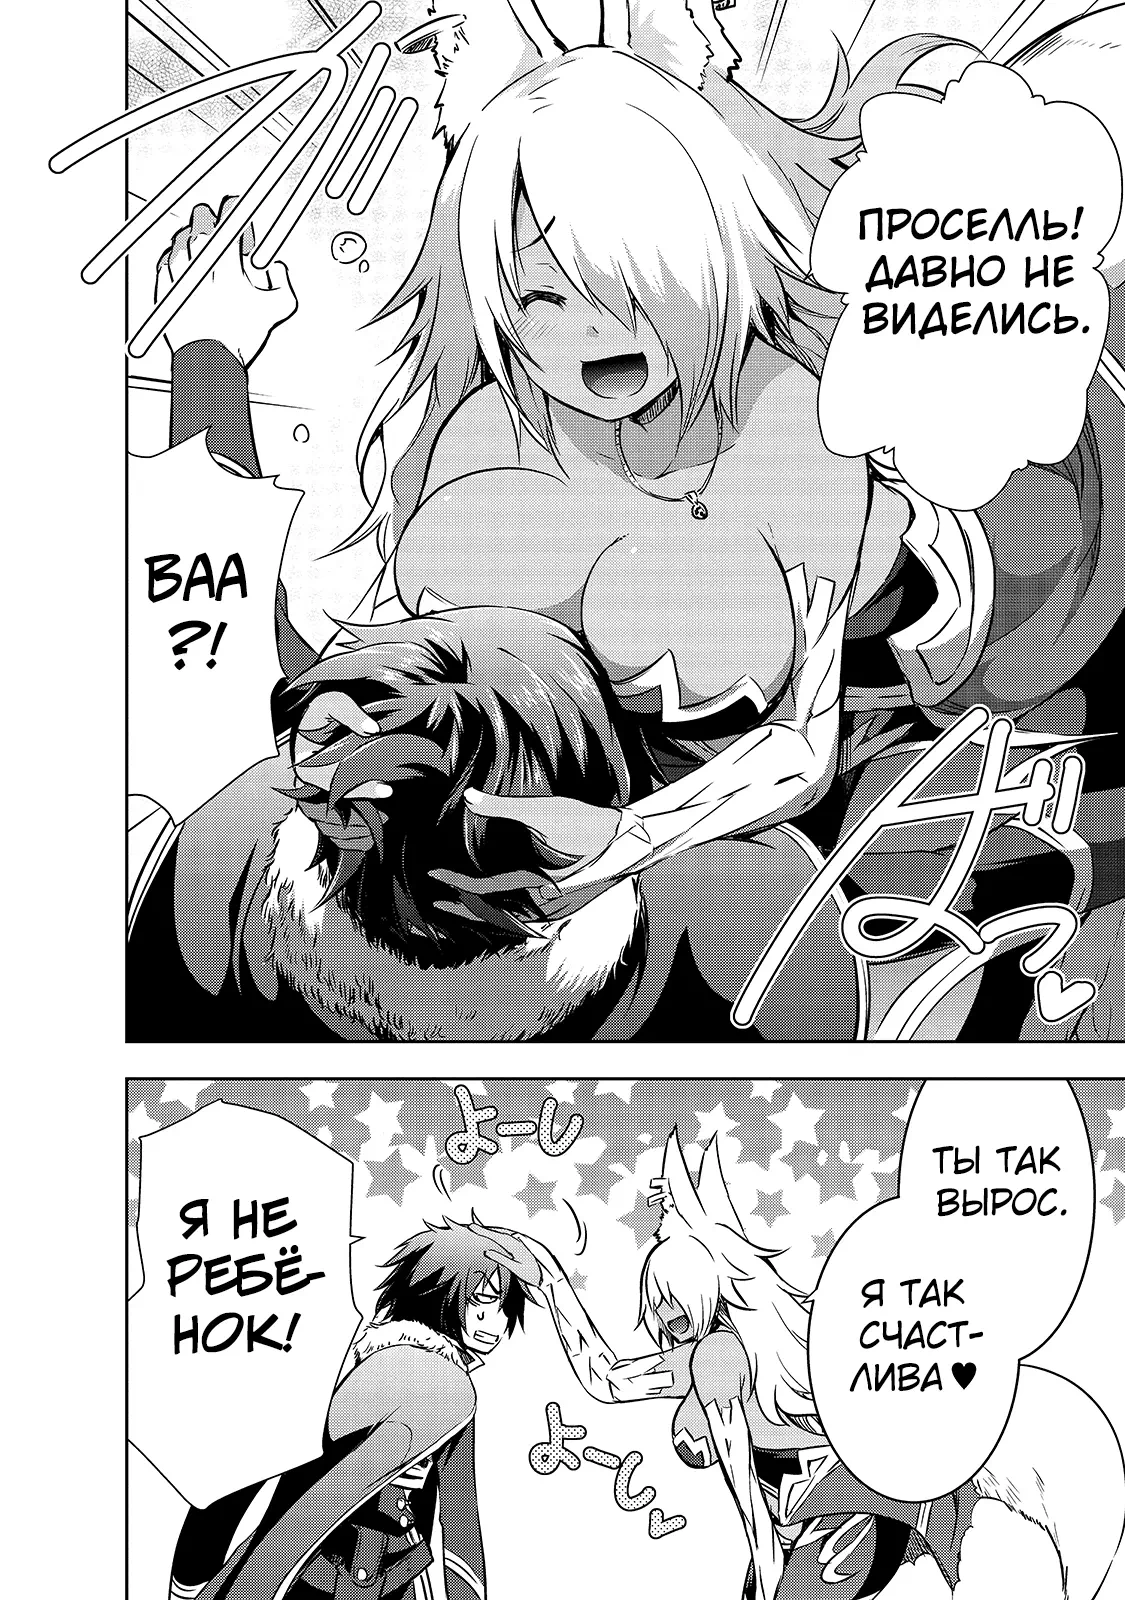 ПРОСЕЛЛЬ!
ДАВНО НЕ
ВИДЕЛИСЬ.
ВАА
?!
ТЫ ТАК
ВЫРОС.
Я ТАК
СЧАСТ-
ЛИВА♥
よーし
よーし
Я НЕ
РЕБЁ-
НОК!